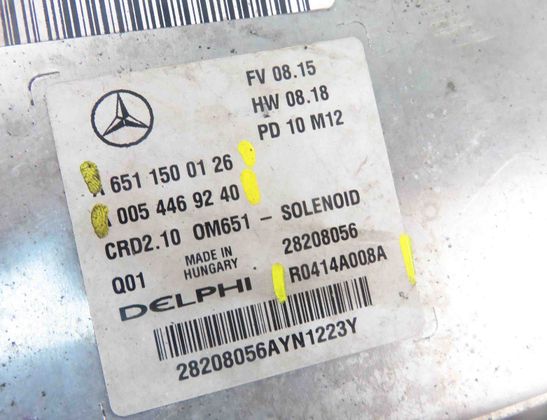 FV 08.15
HW 08.18
PD 10 M12
A 651 150 01 26
A 005 446 92 40
CRD2.10 OM651 - SOLENOID
Q01 MADE IN HUNGARY 28208056
DELPHI R0414A008A
28208056AYN1223Y